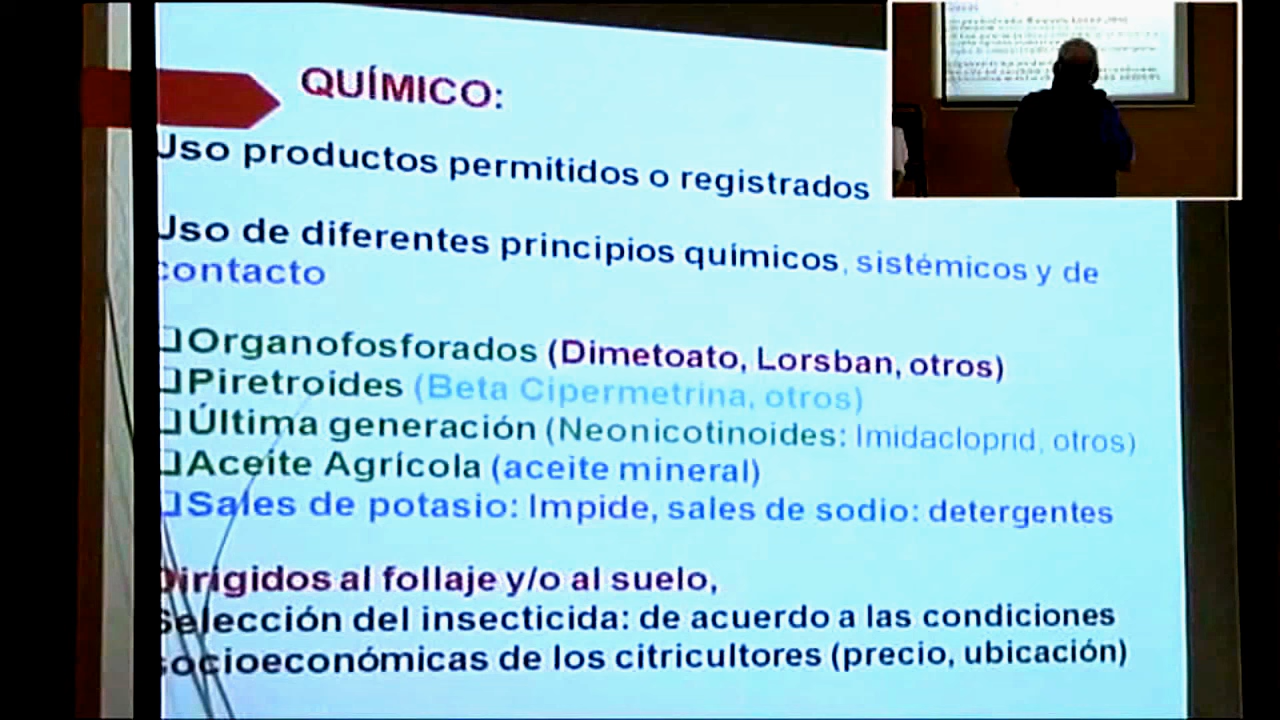 QUÍMICO:
Uso productos permitidos o registrados
Uso de diferentes principios químicos, sistémicos y de
contacto
❑Organofosforados (Dimetoato, Lorsban, otros)
❑Piretroides (Beta Cipermetrina, otros)
❑Última generación (Neonicotinoides: Imidacloprid, otros)
❑Aceite Agrícola (aceite mineral)
❑Sales de potasio: Impide, sales de sodio: detergentes
Dirigidos al follaje y/o al suelo,
Selección del insecticida: de acuerdo a las condiciones
socioeconómicas de los citricultores (precio, ubicación)